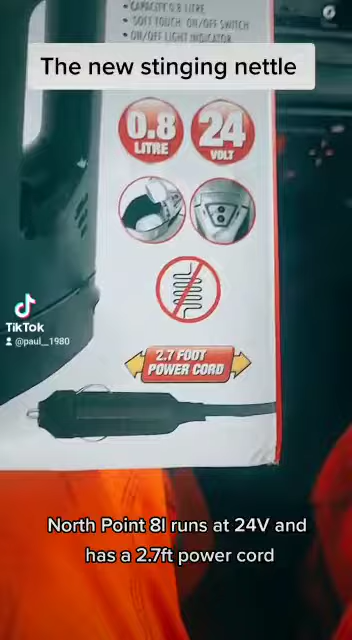 • CAPACITY 0.8 LITRE
• SOFT TOUCH ON/OFF SWITCH
• ON/OFF LIGHT INDICATOR
The new stinging nettle
0.8
LITRE
24
VOLT
TikTok
@paul__1980
2.7 FOOT
POWER CORD
North Point 8l runs at 24V and
has a 2.7ft power cord